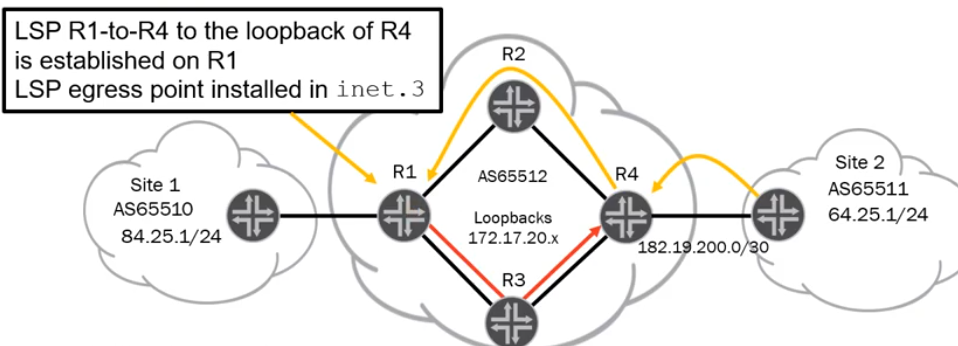 LSP R1-to-R4 to the loopback of R4
is established on R1
LSP egress point installed in inet.3
R2
R1
AS65512
R4
Site 1
AS65510
84.25.1/24
Loopbacks
172.17.20.x
Site 2
AS65511
64.25.1/24
182.19.200.0/30
R3